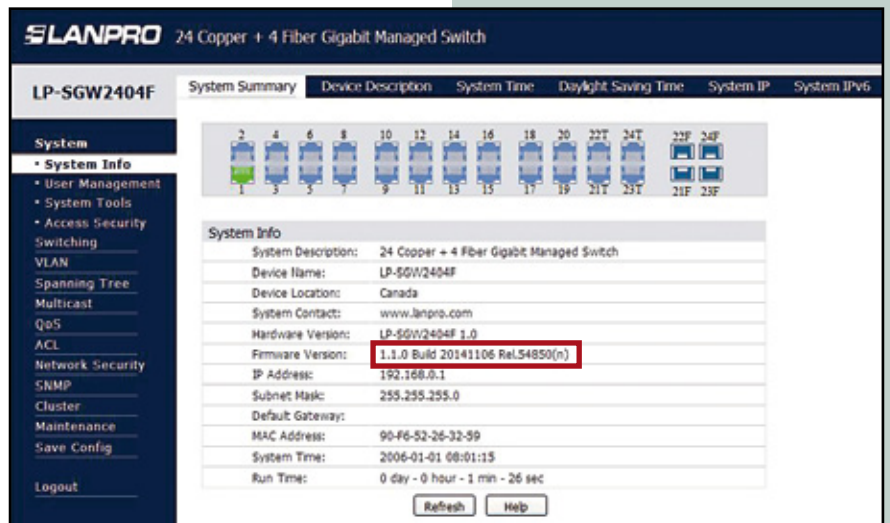 LANPRO 24 Copper + 4 Fiber Gigabit Managed Switch
LP-SGW2404F
System Summary Device Description System Time Daylight Saving Time System IP System IPv6
System
• System Info
• User Management
• System Tools
• Access Security
Switching
VLAN
Spanning Tree
Multicast
QoS
ACL
Network Security
SNMP
Cluster
Maintenance
Save Config
Logout
2 4 6 8 10 12 14 16 18 20 22T 24T 22F 24F
1 3 5 7 9 11 13 15 17 19 21T 23T 21F 23F
System Info
System Description: 24 Copper + 4 Fiber Gigabit Managed Switch
Device Name: LP-SGW2404F
Device Location: Canada
System Contact: www.lanpro.com
Hardware Version: LP-SGW2404F 1.0
Firmware Version: 1.1.0 Build 20141106 Rel.54850(n)
IP Address: 192.168.0.1
Subnet Mask: 255.255.255.0
Default Gateway:
MAC Address: 90-F6-52-26-32-59
System Time: 2006-01-01 08:01:15
Run Time: 0 day - 0 hour - 1 min - 26 sec
Refresh Help